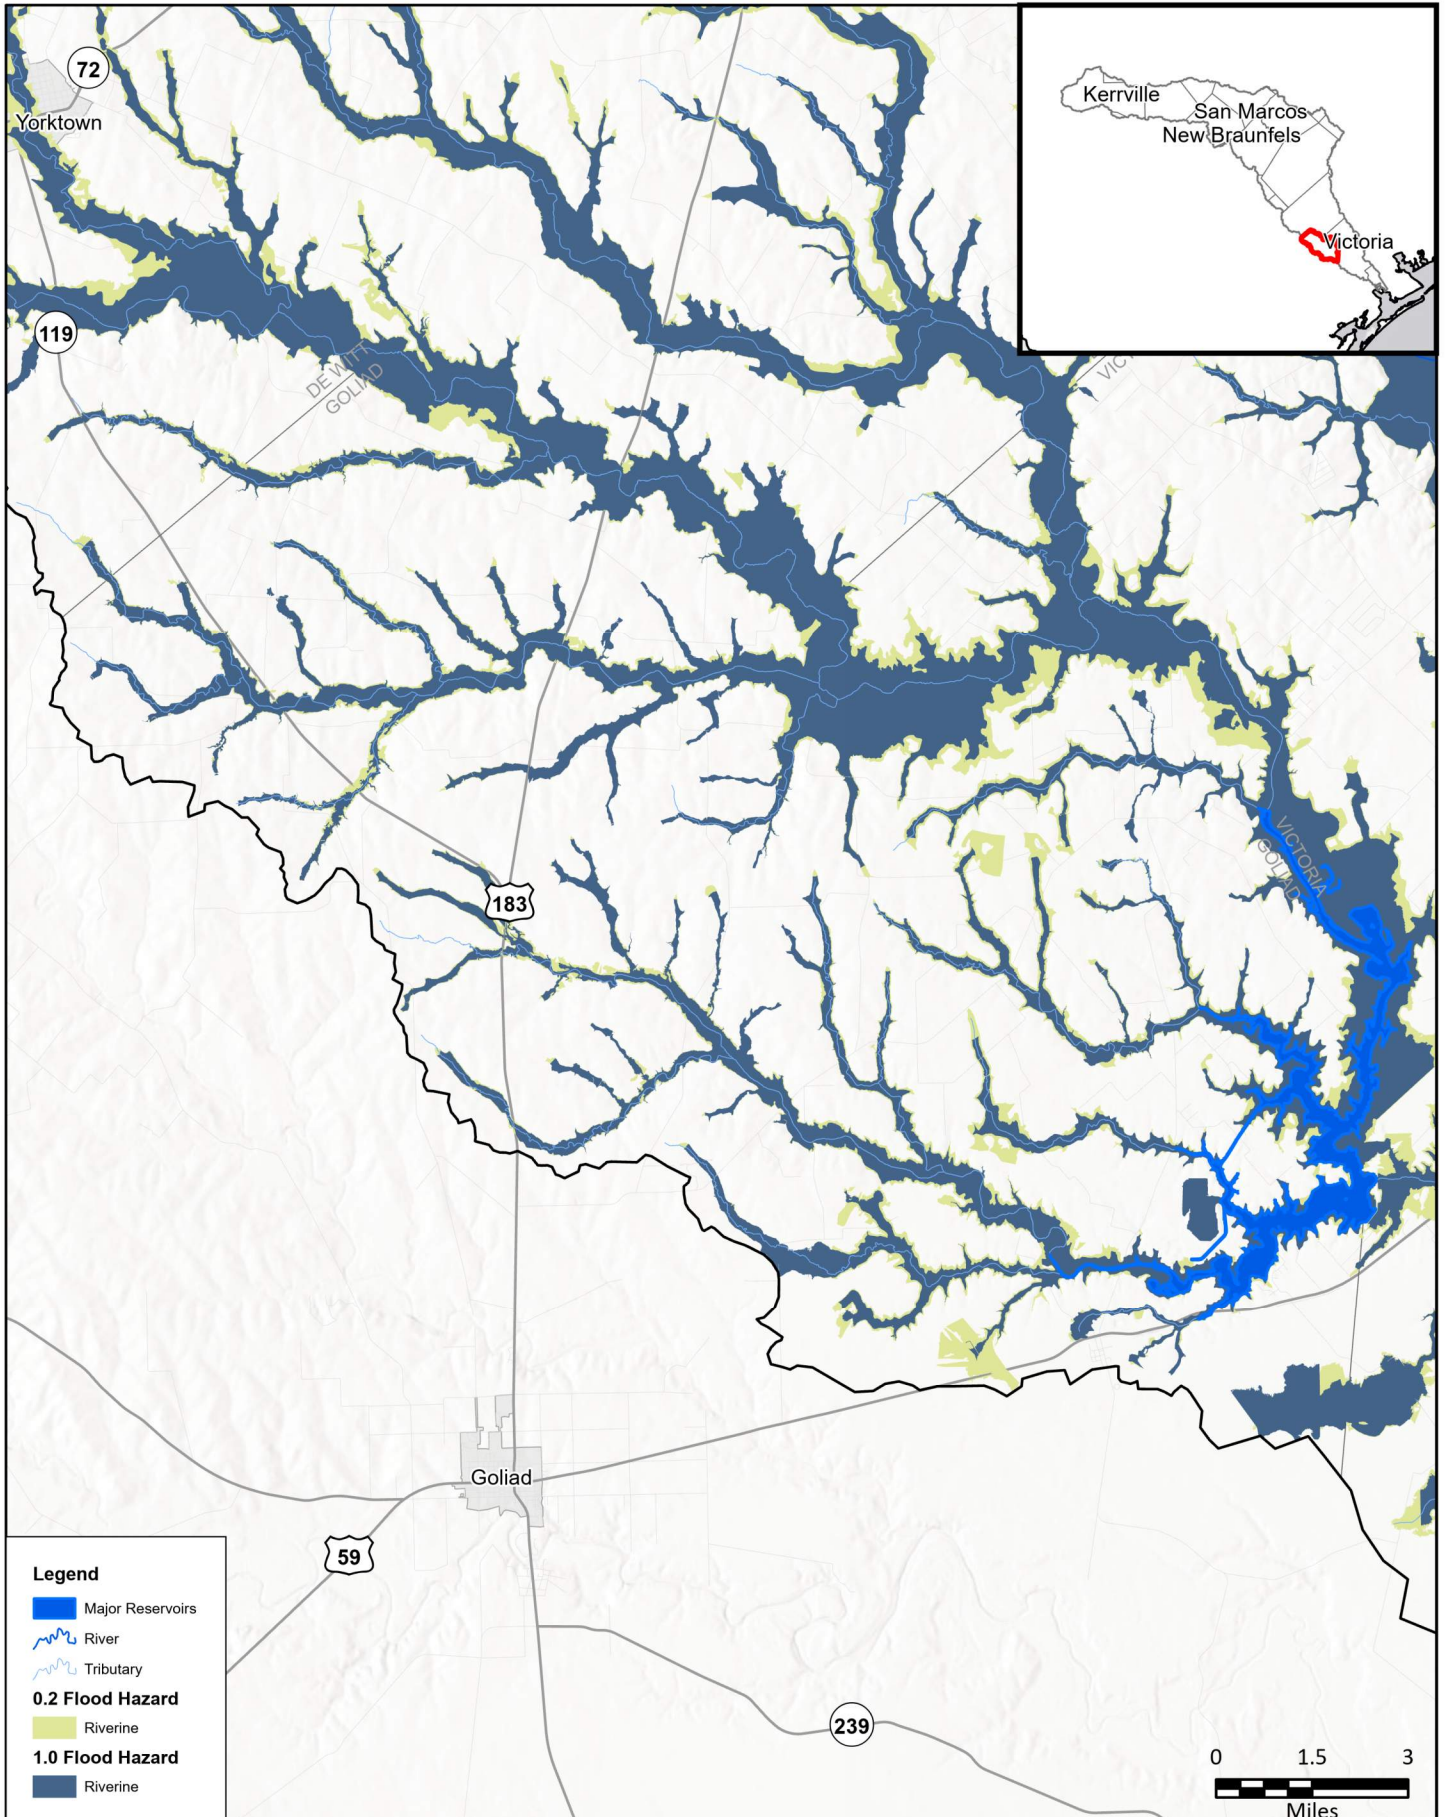 72
Yorktown
Kerrville
San Marcos
New Braunfels
Victoria
119
DE WITT
GOLIAD
VICT
VICTORIA
GOLIAD
183
Goliad
59
239
Legend
Major Reservoirs
River
Tributary
0.2 Flood Hazard
Riverine
1.0 Flood Hazard
Riverine
0 1.5 3
Miles